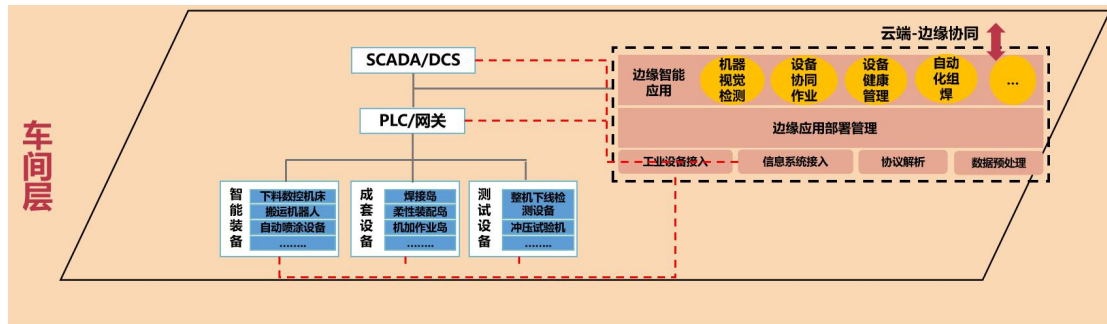 车间层
云端-边缘协同
SCADA/DCS
PLC/网关
边缘智能
应用
机器
视觉
检测
设备
协同
作业
设备
健康
管理
自动
化组
焊
...
边缘应用部署管理
工业设备接入
信息系统接入
协议解析
数据预处理
智能装备
下料数控机床
搬运机器人
自动喷涂设备
........
成套设备
焊接岛
柔性装配岛
机加作业岛
........
测试设备
整机下线检
测设备
冲压试验机
........